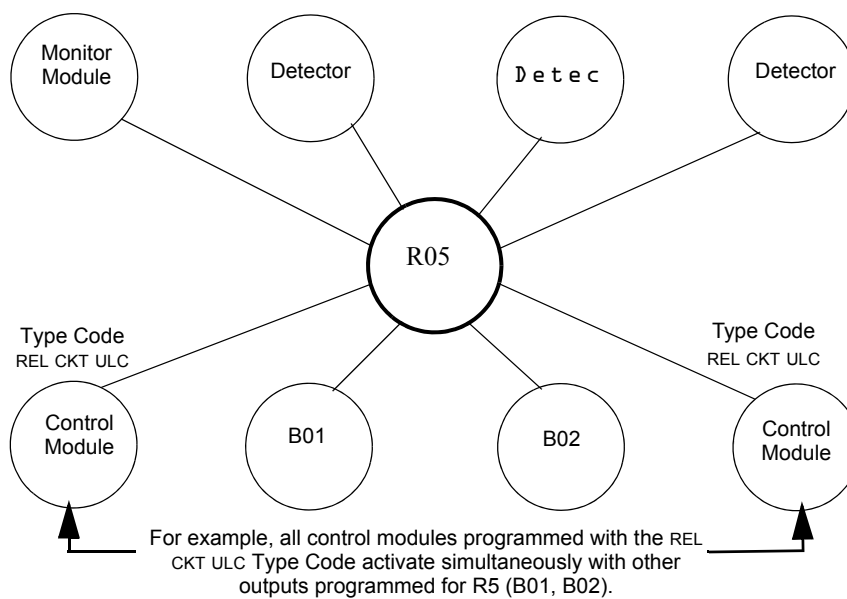 Monitor
Module
Detector
Detec
Detector
R05
Type Code
REL CKT ULC
Type Code
REL CKT ULC
Control
Module
B01
B02
Control
Module
For example, all control modules programmed with the REL
CKT ULC Type Code activate simultaneously with other
outputs programmed for R5 (B01, B02).